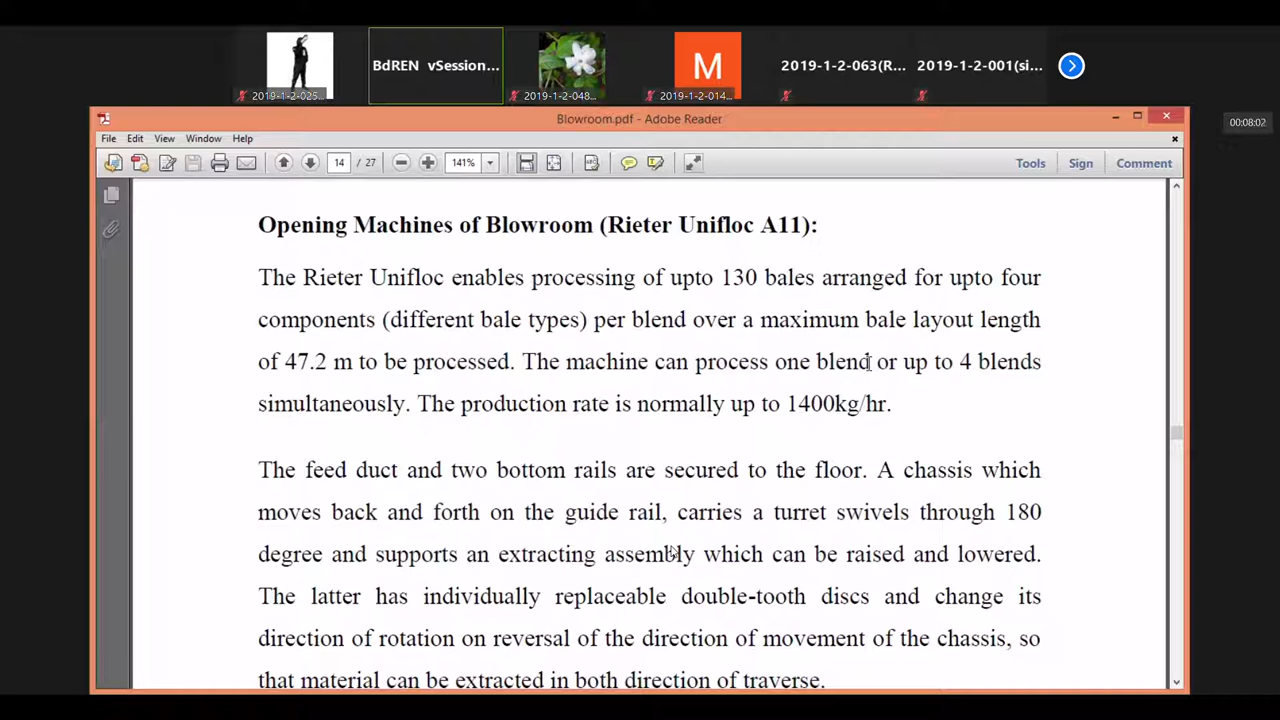 BdREN vSession...
M
2019-1-2-063(R...
2019-1-2-001(si...
2019-1-2-025...
2019-1-2-048...
2019-1-2-014...
00:08:02
Blowroom.pdf - Adobe Reader
File Edit View Window Help
14 / 27
141%
Tools Sign Comment
Opening Machines of Blowroom (Rieter Unifloc A11):
The Rieter Unifloc enables processing of upto 130 bales arranged for upto four
components (different bale types) per blend over a maximum bale layout length
of 47.2 m to be processed. The machine can process one blend or up to 4 blends
simultaneously. The production rate is normally up to 1400kg/hr.
The feed duct and two bottom rails are secured to the floor. A chassis which
moves back and forth on the guide rail, carries a turret swivels through 180
degree and supports an extracting assembly which can be raised and lowered.
The latter has individually replaceable double-tooth discs and change its
direction of rotation on reversal of the direction of movement of the chassis, so
that material can be extracted in both direction of traverse.